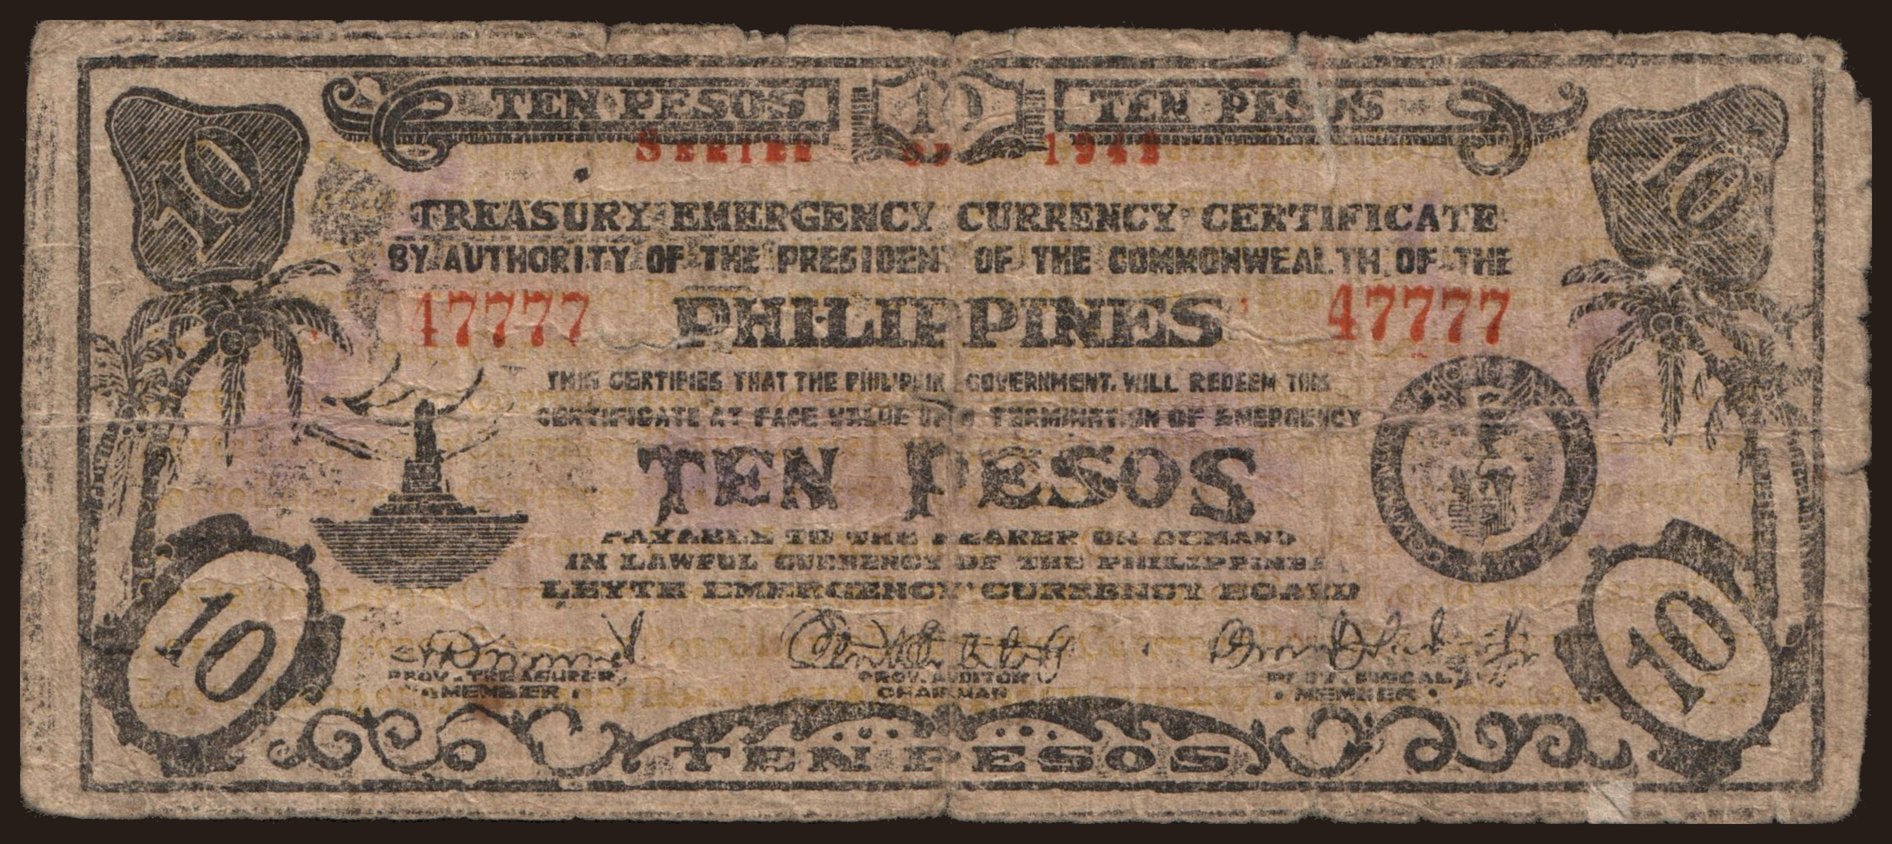 10 TEN PESOS 10 TEN PESOS 10
SERIES OF
TREASURY EMERGENCY CURRENCY CERTIFICATE
BY AUTHORITY OF THE PRESIDENT OF THE COMMONWEALTH OF THE
47777 PHILIPPINES 47777
THIS CERTIFIES THAT THE PHILIPPINE GOVERNMENT WILL REDEEM THIS
CERTIFICATE AT FACE VALUE UPON TERMINATION OF EMERGENCY
TEN PESOS
PAYABLE TO THE BEARER ON DEMAND
IN LAWFUL CURRENCY OF THE PHILIPPINES
LEYTE EMERGENCY CURRENCY BOARD
10 10
PROV. TREASURER PROV. AUDITOR PROV. FISCAL
MEMBER CHAIRMAN MEMBER
TEN PESOS